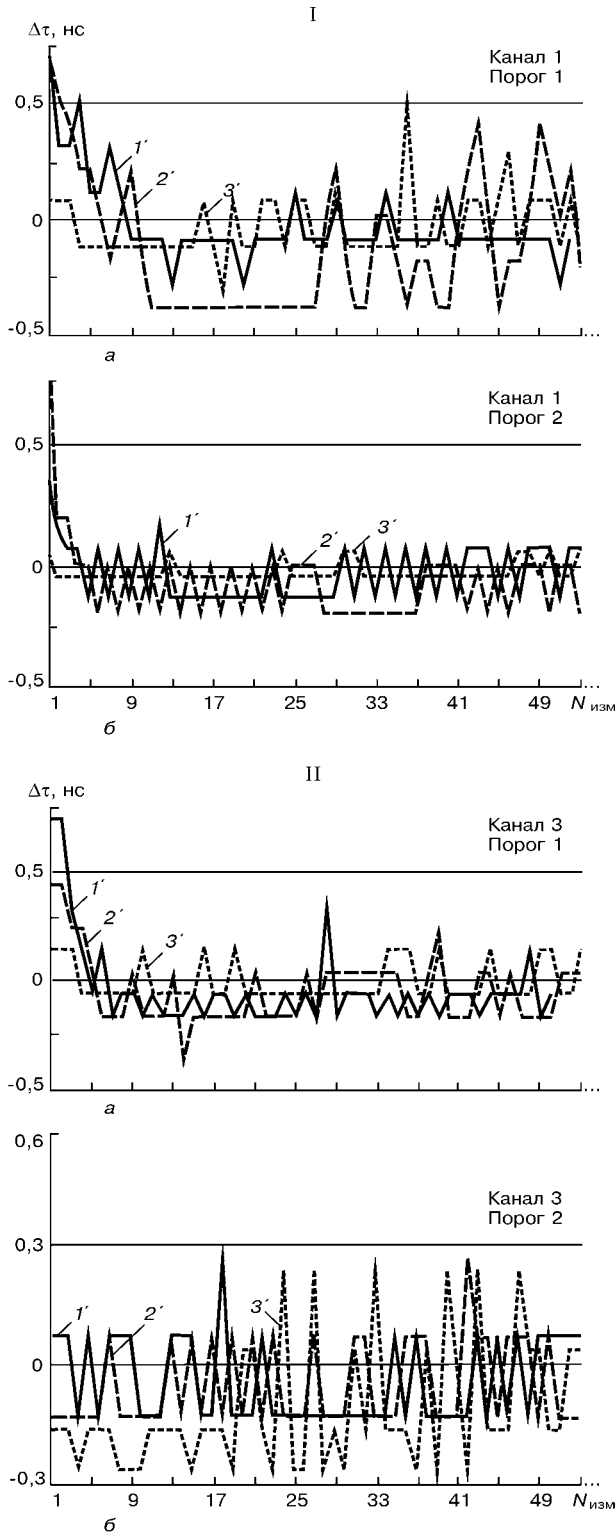 I
Δτ, нс
Канал 1
Порог 1
0,5
1′
2′
3′
0
-0,5
...
а
Канал 1
Порог 2
0,5
1′
2′
3′
0
-0,5
...
1 9 17 25 33 41 49 N изм
б
II
Δτ, нс
Канал 3
Порог 1
0,5
1′
2′
3′
0
-0,5
...
а
0,6
Канал 3
Порог 2
0,3
1′
2′
3′
0
-0,3
...
1 9 17 25 33 41 49 N изм
б